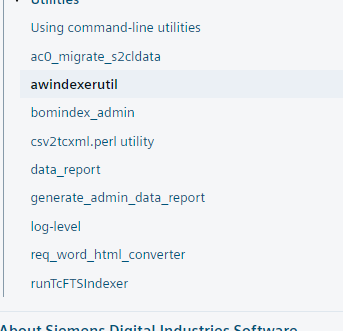 Utilities
Using command-line utilities
ac0_migrate_s2cldata
awindexerutil
bomindex_admin
csv2tcxml.perl utility
data_report
generate_admin_data_report
log-level
req_word_html_converter
runTcFTSIndexer
About Siemens Digital Industries Software